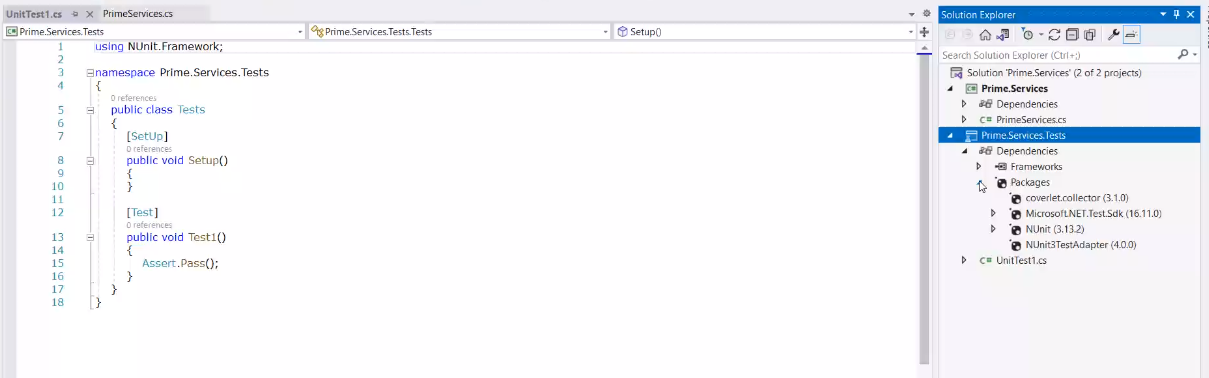 UnitTest1.cs
PrimeServices.cs
Prime.Services.Tests
Prime.Services.Tests.Tests
Setup()
1 using NUnit.Framework;
2
3 namespace Prime.Services.Tests
4 {
0 references
5 public class Tests
6 {
7 [SetUp]
0 references
8 public void Setup()
9 {
10 }
11
12 [Test]
0 references
13 public void Test1()
14 {
15 Assert.Pass();
16 }
17 }
18 }
Solution Explorer
Search Solution Explorer (Ctrl+;)
Solution 'Prime.Services' (2 of 2 projects)
Prime.Services
Dependencies
C# PrimeServices.cs
Prime.Services.Tests
Dependencies
Frameworks
Packages
coverlet.collector (3.1.0)
Microsoft.NET.Test.Sdk (16.11.0)
NUnit (3.13.2)
NUnit3TestAdapter (4.0.0)
C# UnitTest1.cs